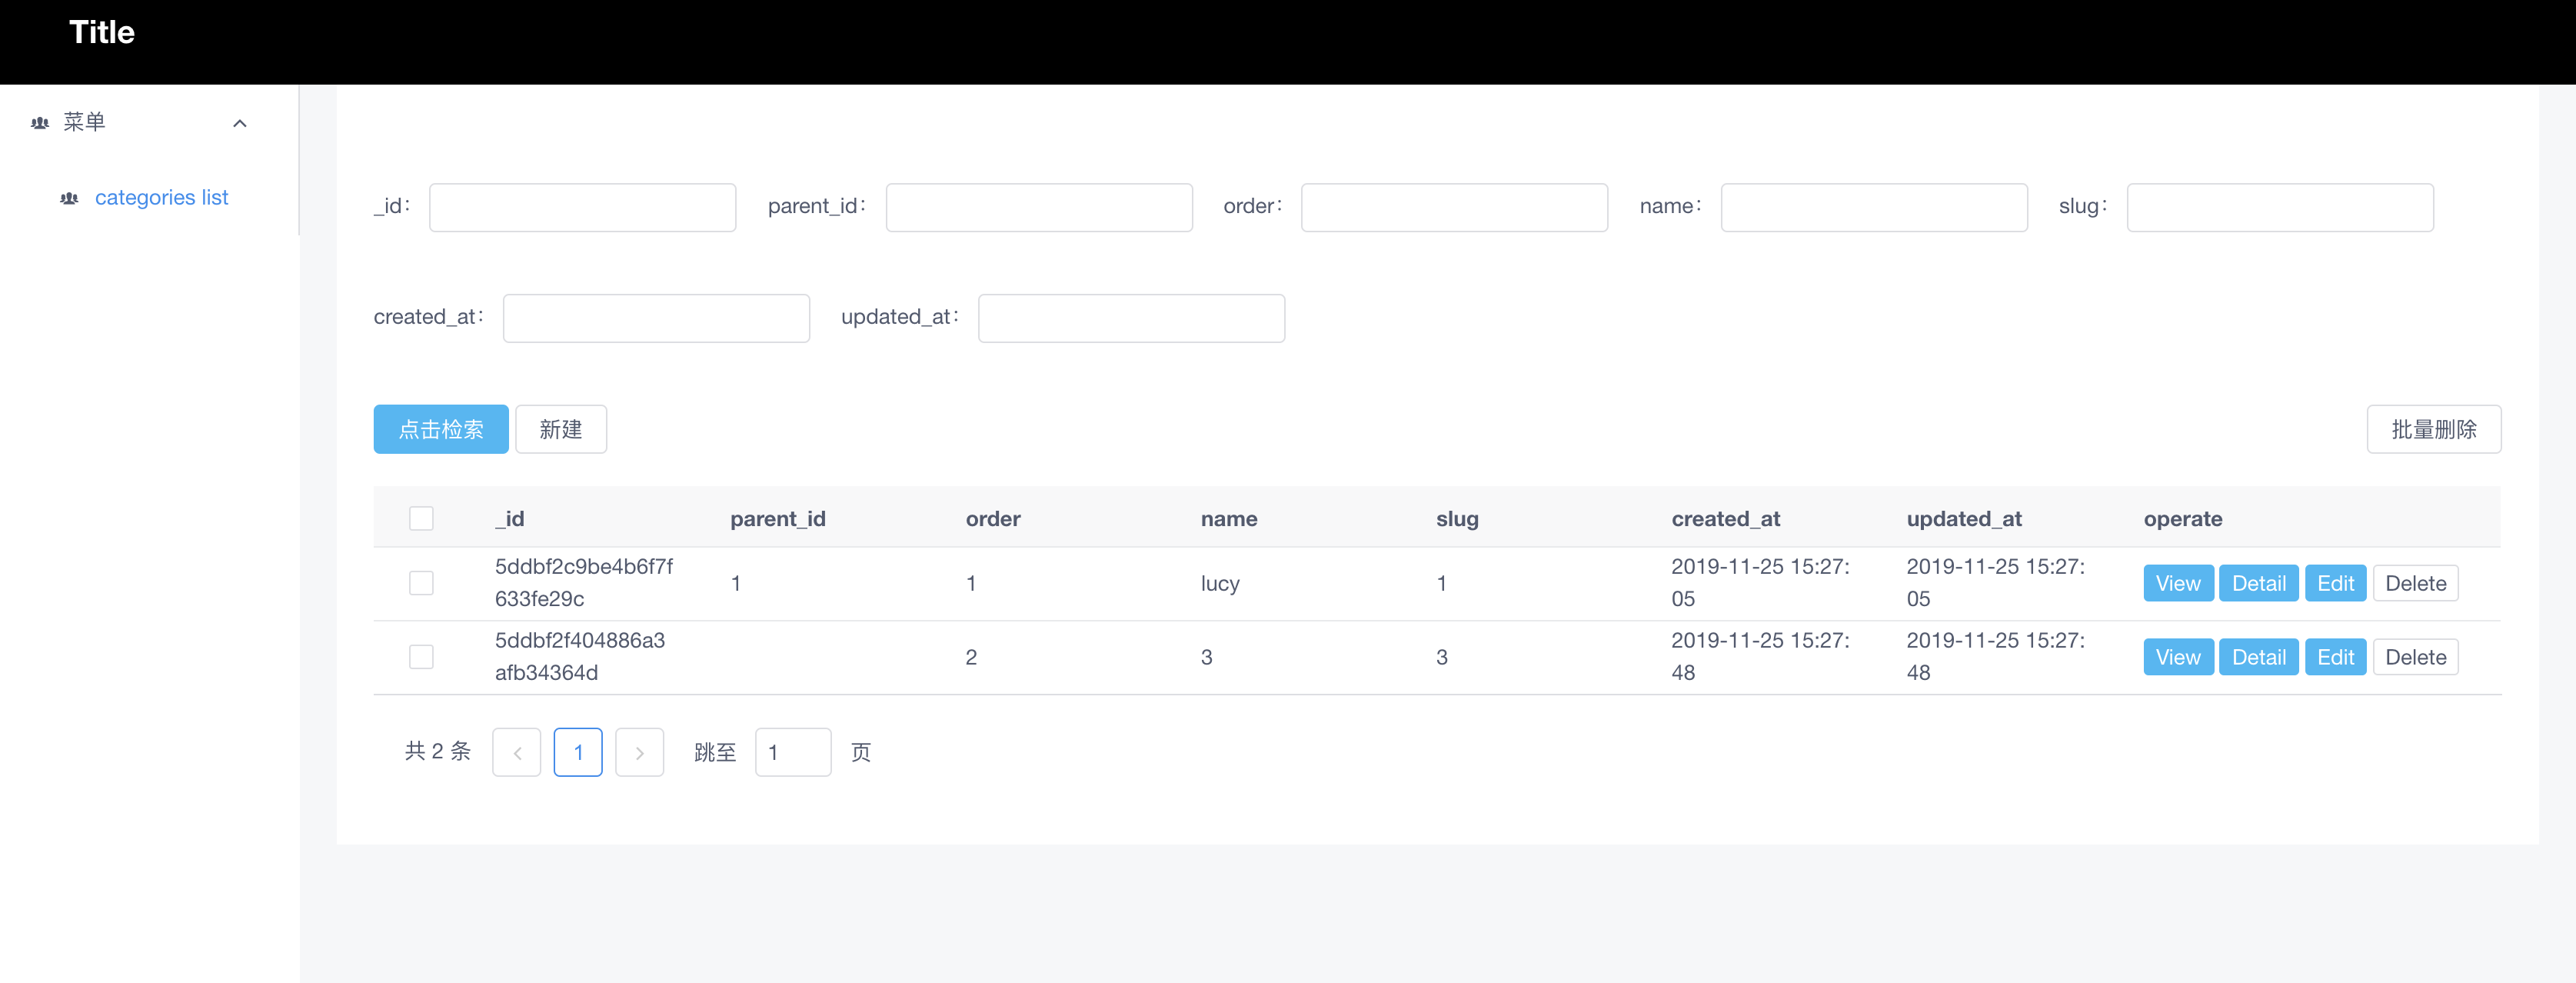 Title
菜单
categories list
_id:
parent_id:
order:
name:
slug:
created_at:
updated_at:
点击检索
新建
批量删除
_id parent_id order name slug created_at updated_at operate
5ddbf2c9be4b6f7f
633fe29c
1
1
lucy
1
2019-11-25 15:27:
05
2019-11-25 15:27:
05
View Detail Edit Delete
5ddbf2f404886a3
afb34364d
2
3
3
2019-11-25 15:27:
48
2019-11-25 15:27:
48
View Detail Edit Delete
共 2 条 1 跳至 1 页